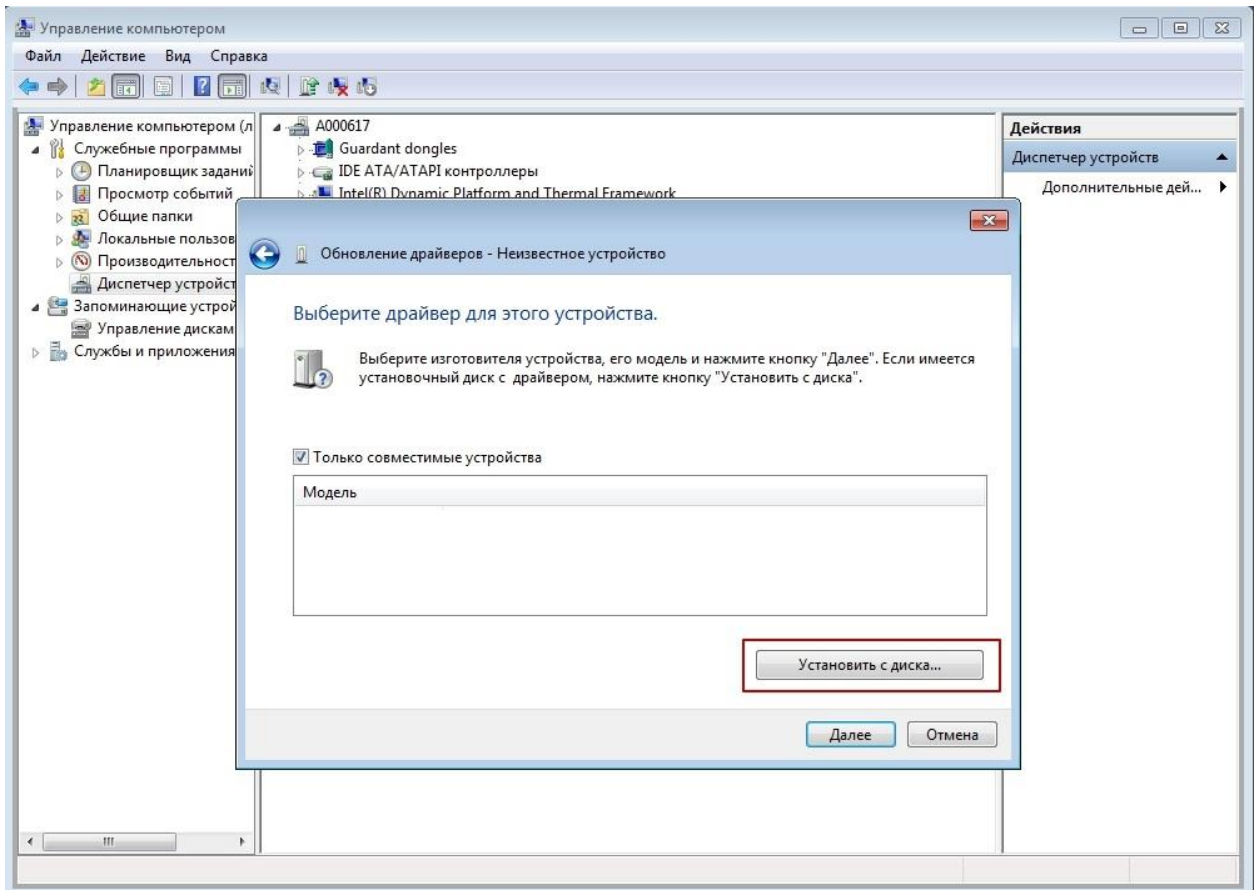 Управление компьютером
Файл Действие Вид Справка
Управление компьютером (л
Служебные программы
Планировщик заданий
Просмотр событий
Общие папки
Локальные пользов
Производительност
Диспетчер устройст
Запоминающие устрой
Управление дискам
Службы и приложения
A000617
Guardant dongles
IDE ATA/ATAPI контроллеры
Intel(R) Dynamic Platform and Thermal Framework
Действия
Диспетчер устройств
Дополнительные дей...
Обновление драйверов - Неизвестное устройство
Выберите драйвер для этого устройства.
Выберите изготовителя устройства, его модель и нажмите кнопку "Далее". Если имеется
установочный диск с драйвером, нажмите кнопку "Установить с диска".
Только совместимые устройства
Модель
Установить с диска...
Далее
Отмена